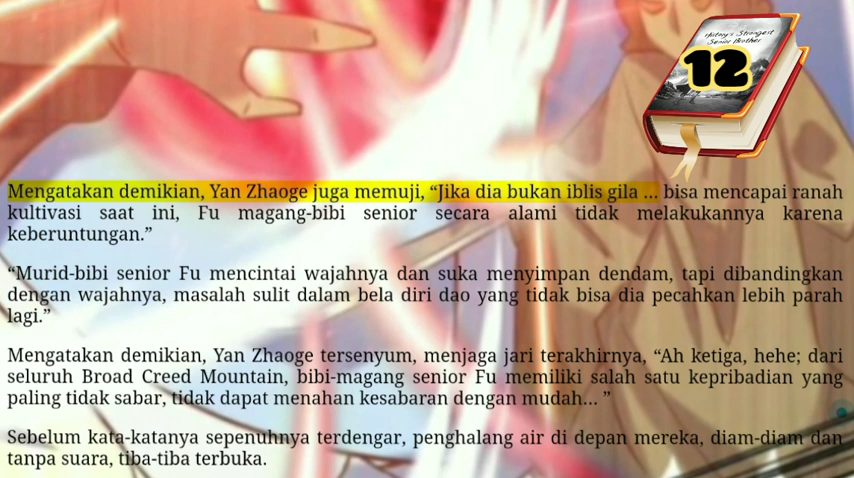 History's Strongest
Senior Brother
12
Mengatakan demikian, Yan Zhaoge juga memuji, “Jika dia bukan iblis gila ... bisa mencapai ranah
kultivasi saat ini, Fu magang-bibi senior secara alami tidak melakukannya karena
keberuntungan.”
“Murid-bibi senior Fu mencintai wajahnya dan suka menyimpan dendam, tapi dibandingkan
dengan wajahnya, masalah sulit dalam bela diri dao yang tidak bisa dia pecahkan lebih parah
lagi.”
Mengatakan demikian, Yan Zhaoge tersenyum, menjaga jari terakhirnya, “Ah ketiga, hehe; dari
seluruh Broad Creed Mountain, bibi-magang senior Fu memiliki salah satu kepribadian yang
paling tidak sabar, tidak dapat menahan kesabaran dengan mudah... ”
Sebelum kata-katanya sepenuhnya terdengar, penghalang air di depan mereka, diam-diam dan
tanpa suara, tiba-tiba terbuka.